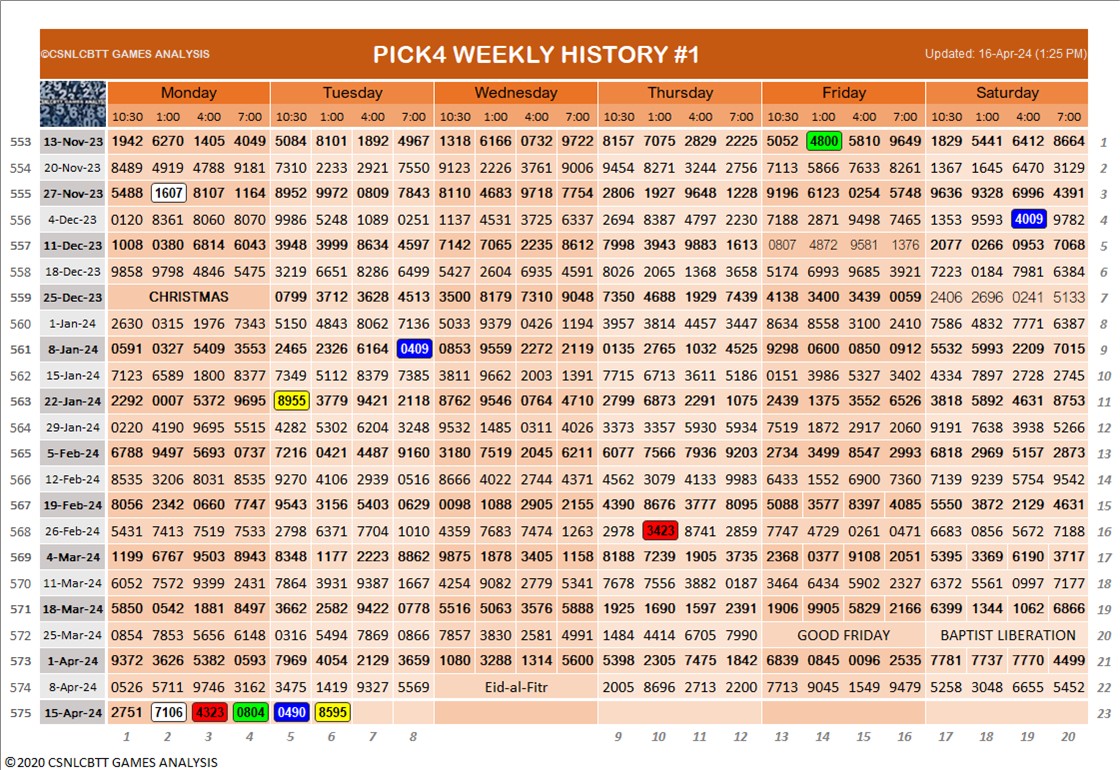 ©CSNLCBTT GAMES ANALYSIS PICK4 WEEKLY HISTORY #1 Updated: 16-Apr-24 (1:25 PM)
Monday Tuesday Wednesday Thursday Friday Saturday
10:30 1:00 4:00 7:00 10:30 1:00 4:00 7:00 10:30 1:00 4:00 7:00 10:30 1:00 4:00 7:00 10:30 1:00 4:00 7:00 10:30 1:00 4:00 7:00
553 13-Nov-23 1942 6270 1405 4049 5084 8101 1892 4967 1318 6166 0732 9722 8157 7075 2829 2225 5052 4800 5810 9649 1829 5441 6412 8664 1
554 20-Nov-23 8489 4919 4788 9181 7310 2233 2921 7550 9123 2226 3761 9006 9454 8271 3244 2756 7113 5866 7633 8261 1367 1645 6470 3129 2
555 27-Nov-23 5488 1607 8107 1164 8952 9972 0809 7843 8110 4683 9718 7754 2806 1927 9648 1228 9196 6123 0254 5748 9636 9328 6996 4391 3
556 4-Dec-23 0120 8361 8060 8070 9986 5248 1089 0251 1137 4531 3725 6337 2694 8387 4797 2230 7188 2871 9498 7465 1353 9593 4009 9782 4
557 11-Dec-23 1008 0380 6814 6043 3948 3999 8634 4597 7142 7065 2235 8612 7998 3943 9883 1613 0807 4872 9581 1376 2077 0266 0953 7068 5
558 18-Dec-23 9858 9798 4846 5475 3219 6651 8286 6499 5427 2604 6935 4591 8026 2065 1368 3658 5174 6993 9685 3921 7223 0184 7981 6384 6
559 25-Dec-23 CHRISTMAS 0799 3712 3628 4513 3500 8179 7310 9048 7350 4688 1929 7439 4138 3400 3439 0059 2406 2696 0241 5133 7
560 1-Jan-24 2630 0315 1976 7343 5150 4843 8062 7136 5033 9379 0426 1194 3957 3814 4457 3447 8634 8558 3100 2410 7586 4832 7771 6387 8
561 8-Jan-24 0591 0327 5409 3553 2465 2326 6164 0409 0853 9559 2272 2119 0135 2765 1032 4525 9298 0600 5150 0912 5532 5993 2209 7015 9
562 15-Jan-24 7123 6589 1800 8377 7349 5112 8379 7385 3811 9662 2003 1391 7715 6713 3611 5186 0151 3986 5327 3402 4334 7897 2728 2745 10
563 22-Jan-24 2292 0007 5372 9695 8955 3779 9421 2118 8762 9546 0764 4710 2799 6873 2291 1075 2439 1375 3552 6526 3818 5892 4631 8753 11
564 29-Jan-24 0220 4190 9695 5515 4282 5302 6204 3248 9532 1485 0311 4026 3373 3357 5930 5934 7519 1872 2917 2060 9191 7638 3938 5266 12
565 5-Feb-24 6788 9497 5693 0737 7216 0421 4487 9160 3180 7519 2045 6211 6077 7566 7936 9203 2734 3499 8547 2993 6818 2969 5157 2873 13
566 12-Feb-24 8535 3206 8031 8535 9270 4106 2939 0516 8666 4022 2744 4371 4562 3079 4133 9983 6433 1552 6900 7360 7139 9239 5754 9542 14
567 19-Feb-24 8056 2342 0660 7747 9543 3156 5403 0629 0098 1088 2905 2155 4390 8676 3777 8095 5088 3577 8397 4085 5550 3872 2129 4631 15
568 26-Feb-24 5431 7413 7519 7533 2798 6371 7704 1010 4359 7683 7474 1263 2978 3423 8741 2859 7747 4729 0261 0471 6683 0856 5672 7188 16
569 4-Mar-24 1199 6767 9503 8943 8348 1177 2223 8862 9875 1878 3405 1158 8188 7239 1905 3735 2368 0377 9108 2051 5395 3369 6190 3717 17
570 11-Mar-24 6052 7572 9399 2431 7864 3931 9387 1667 4254 9082 2779 5341 7678 7556 3882 0187 3464 6434 5902 2327 6372 5561 0997 7177 18
571 18-Mar-24 5850 0542 1881 8497 3662 2582 9422 0778 5516 5063 3576 5888 1925 1690 1597 2391 1906 9905 5829 2166 6399 1344 1062 6866 19
572 25-Mar-24 0854 7853 5656 6148 0316 5494 7869 0866 7857 3830 2581 4991 1484 4414 6705 7990 GOOD FRIDAY BAPTIST LIBERATION 20
573 1-Apr-24 9372 3626 5382 0593 7969 4054 2129 3659 1080 3288 1314 5600 5398 2305 7475 1842 6839 0845 0096 2535 7781 7737 7770 4499 21
574 8-Apr-24 0526 5711 9746 3162 3475 1419 9327 5569 Eid-al-Fitr 2005 8696 2713 2200 7713 9045 1549 9479 5258 3048 6655 5452 22
575 15-Apr-24 2751 7106 4323 0804 0490 8595 23
1 2 3 4 5 6 7 8 9 10 11 12 13 14 15 16 17 18 19 20
©2020 CSNLCBTT GAMES ANALYSIS